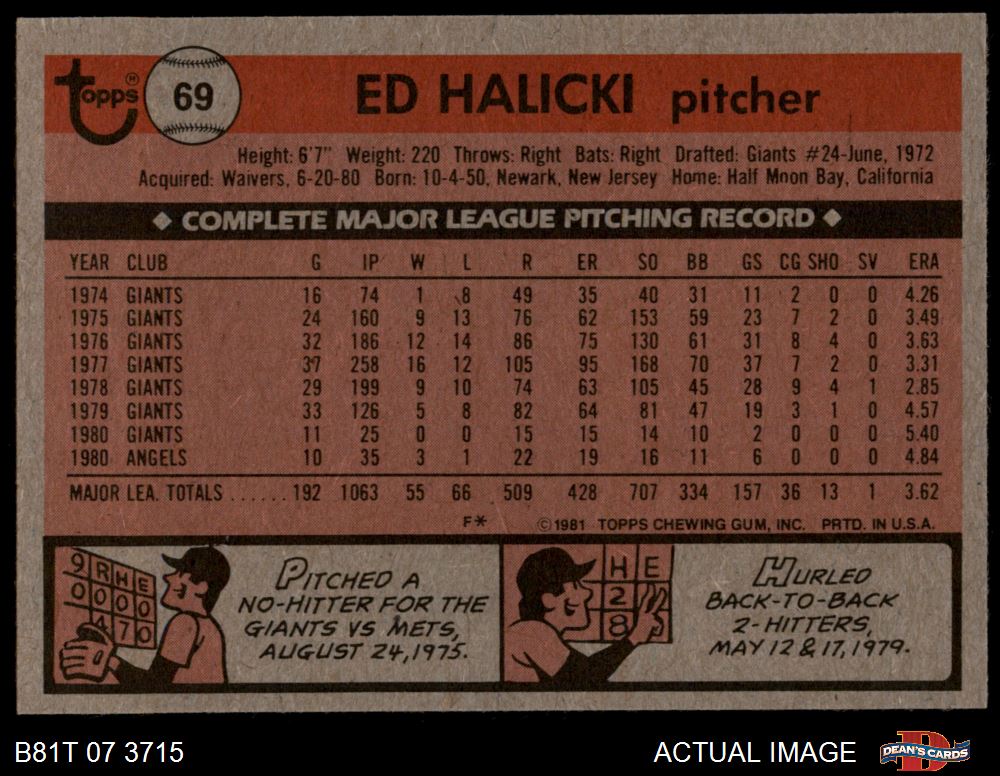 topps ® 69 ED HALICKI pitcher
Height: 6'7" Weight: 220 Throws: Right Bats: Right Drafted: Giants #24-June, 1972
Acquired: Waivers, 6-20-80 Born: 10-4-50, Newark, New Jersey Home: Half Moon Bay, California
◆ COMPLETE MAJOR LEAGUE PITCHING RECORD ◆
YEAR CLUB G IP W L R ER SO BB GS CG SHO SV ERA
1974 GIANTS 16 74 1 8 49 35 40 31 11 2 0 0 4.26
1975 GIANTS 24 160 9 13 76 62 153 59 23 7 2 0 3.49
1976 GIANTS 32 186 12 14 86 75 130 61 31 8 4 0 3.63
1977 GIANTS 37 258 16 12 105 95 168 70 37 7 2 0 3.31
1978 GIANTS 29 199 9 10 74 63 105 45 28 9 4 1 2.85
1979 GIANTS 33 126 5 8 82 64 81 47 19 3 1 0 4.57
1980 GIANTS 11 25 0 0 15 15 14 10 2 0 0 0 5.40
1980 ANGELS 10 35 3 1 22 19 16 11 6 0 0 0 4.84
MAJOR LEA. TOTALS ...... 192 1063 55 66 509 428 707 334 157 36 13 1 3.62
F* ©1981 TOPPS CHEWING GUM, INC. PRTD. IN U.S.A.
9 R H E
0 0 0 0
4 7 0
PITCHED A
NO-HITTER FOR THE
GIANTS VS METS,
AUGUST 24, 1975.
H E
2
8
HURLED
BACK-TO-BACK
2-HITTERS,
MAY 12 & 17, 1979.
B81T 07 3715
ACTUAL IMAGE
DEAN'S CARDS